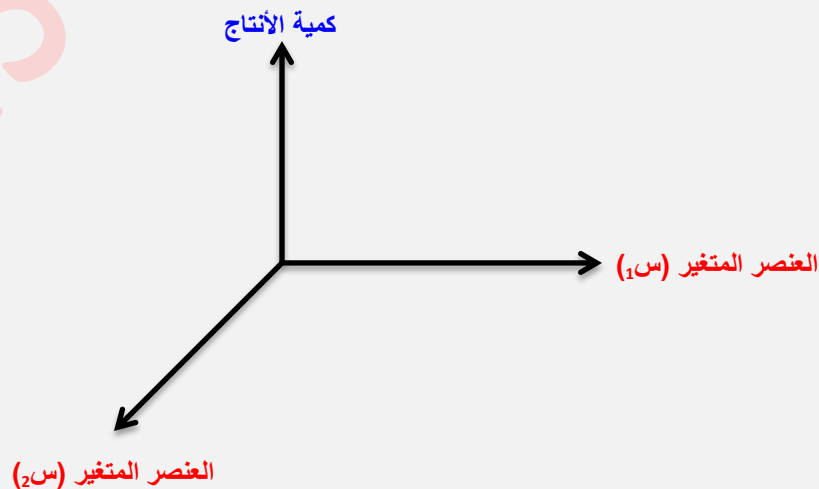 كمية الأنتاج
العنصر المتغير (س1)
العنصر المتغير (س2)